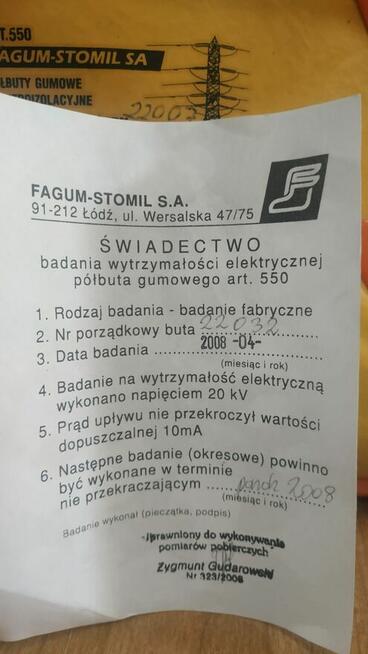 T.550
FAGUM-STOMIL SA
ŁBUTY GUMOWE
OIZOLACYJNE
22032
FAGUM-STOMIL S.A.
91-212 Łódź, ul. Wersalska 47/75
ŚWIADECTWO
badania wytrzymałości elektrycznej
półbuta gumowego art. 550
1. Rodzaj badania - badanie fabryczne
2. Nr porządkowy buta 22032
3. Data badania 2008 -04-
(miesiąc i rok)
4. Badanie na wytrzymałość elektryczną
wykonano napięciem 20 kV
5. Prąd upływu nie przekroczył wartości
dopuszczalnej 10mA
6. Następne badanie (okresowe) powinno
być wykonane w terminie
nie przekraczającym 2008
(miesiąc i rok)
Badanie wykonał (pieczątka, podpis)
Uprawniony do wykonywania
pomiarów pobierczych
Zygmunt Gudarowski
Nr 323/2006